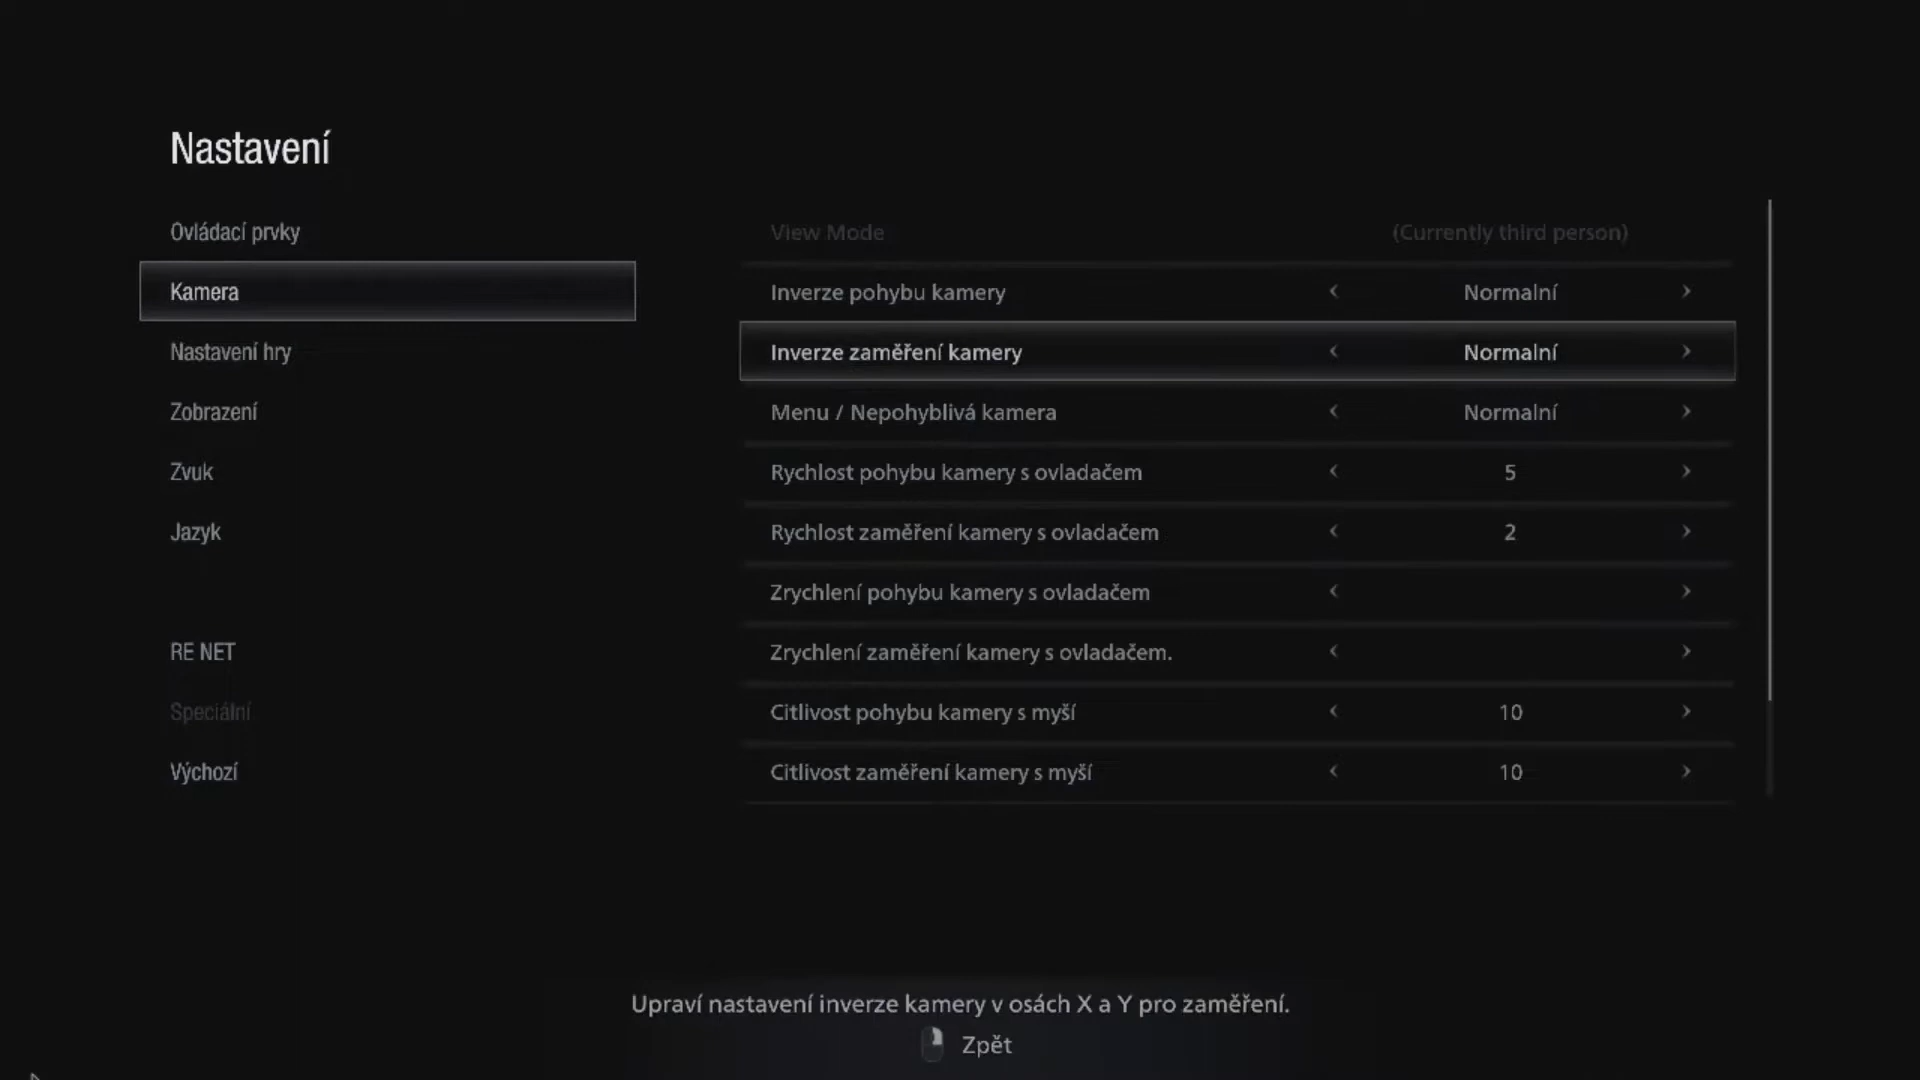 Nastavení
Ovládací prvky
Kamera
Nastavení hry
Zobrazení
Zvuk
Jazyk
RE NET
Speciální
Výchozí
View Mode (Currently third person)
Inverze pohybu kamery Normalní
Inverze zaměření kamery Normalní
Menu / Nepohyblivá kamera Normalní
Rychlost pohybu kamery s ovladačem 5
Rychlost zaměření kamery s ovladačem 2
Zrychlení pohybu kamery s ovladačem
Zrychlení zaměření kamery s ovladačem.
Citlivost pohybu kamery s myší 10
Citlivost zaměření kamery s myší 10
Upraví nastavení inverze kamery v osách X a Y pro zaměření.
Zpět